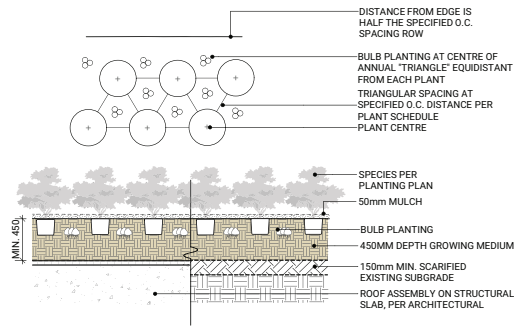 DISTANCE FROM EDGE IS
HALF THE SPECIFIED O.C.
SPACING ROW
BULB PLANTING AT CENTRE OF
ANNUAL "TRIANGLE" EQUIDISTANT
FROM EACH PLANT
TRIANGULAR SPACING AT
SPECIFIED O.C. DISTANCE PER
PLANT SCHEDULE
PLANT CENTRE
SPECIES PER
PLANTING PLAN
50mm MULCH
MIN. 450
BULB PLANTING
450MM DEPTH GROWING MEDIUM
150mm MIN. SCARIFIED
EXISTING SUBGRADE
ROOF ASSEMBLY ON STRUCTURAL
SLAB, PER ARCHITECTURAL